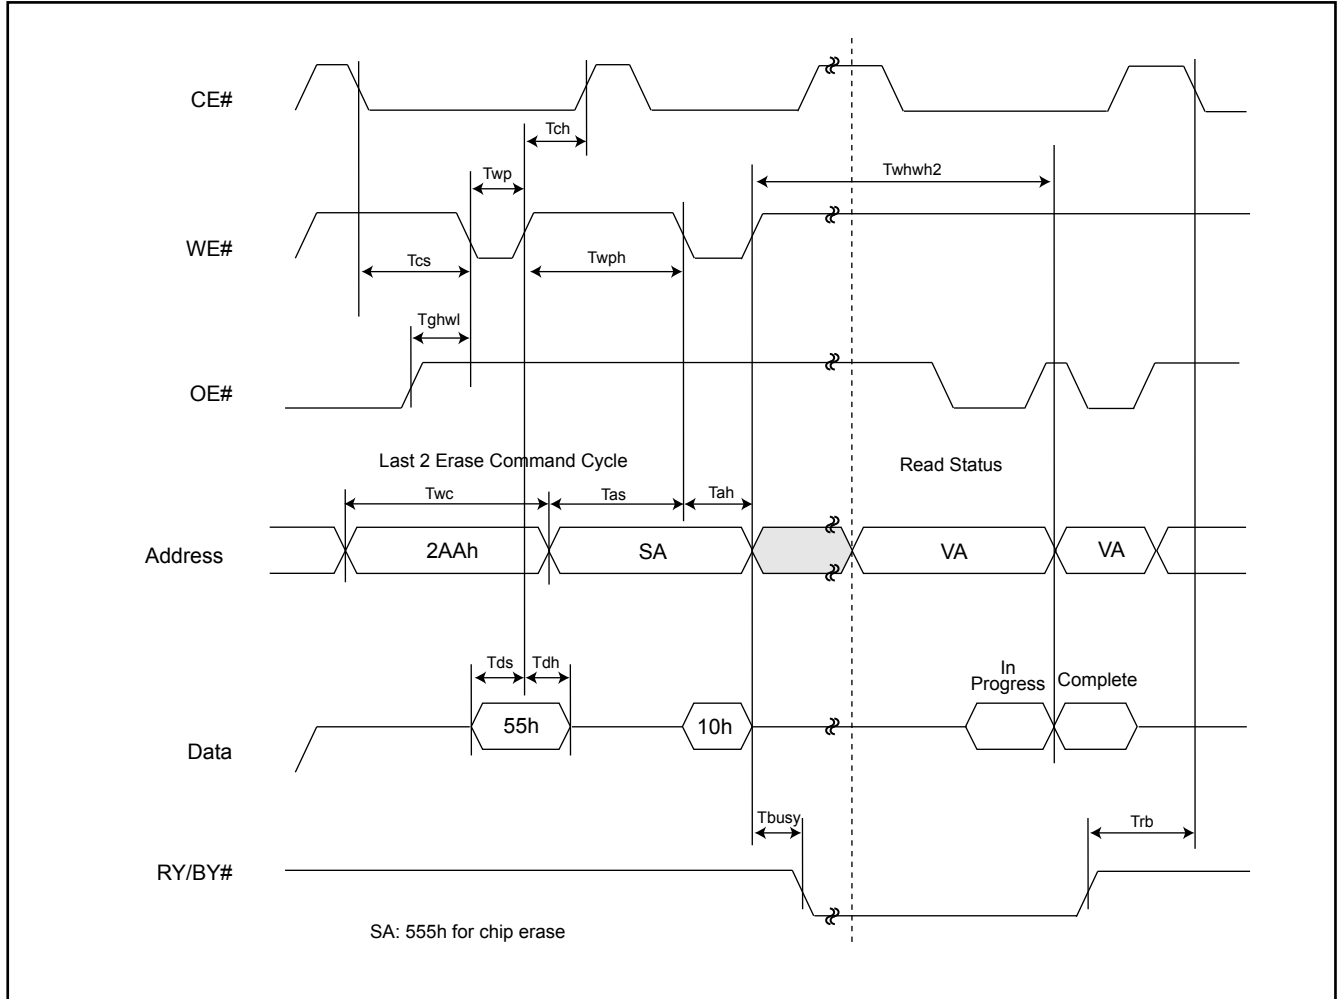 CE#
Tch
Twp
Twhwh2
WE#
Tcs
Twph
Tghwl
OE#
Last 2 Erase Command Cycle
Read Status
Twc
Tas
Tah
Address
2AAh
SA
VA
VA
Tds
Tdh
In
Progress
Complete
55h
10h
Data
Tbusy
Trb
RY/BY#
SA: 555h for chip erase